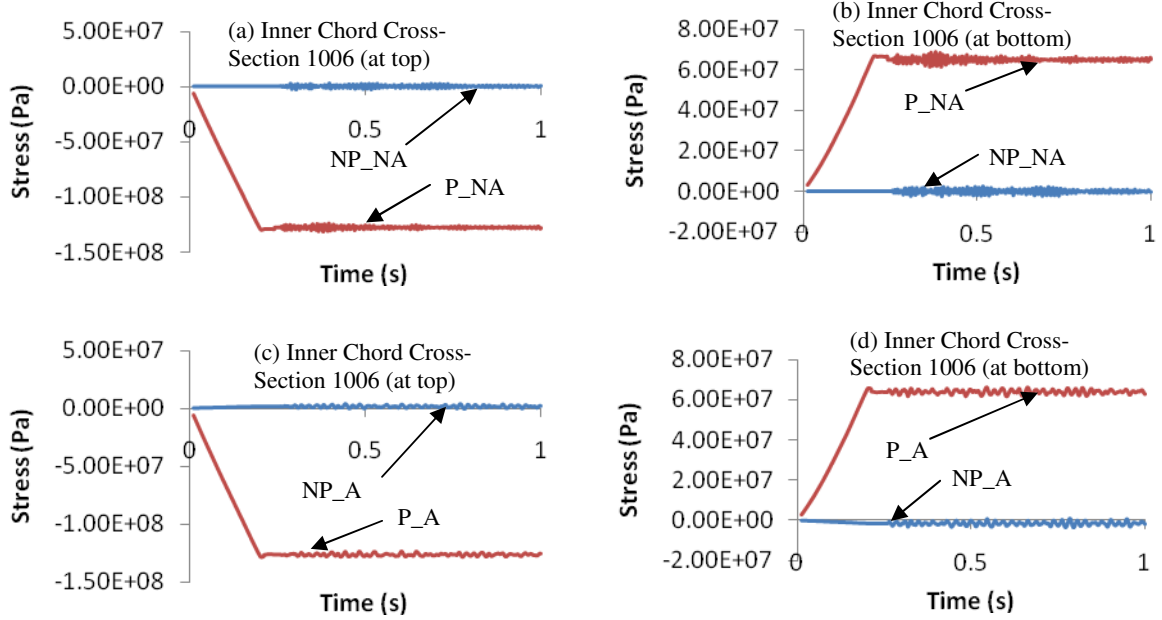 (a) Inner Chord Cross-
Section 1006 (at top)
5.00E+07
0.00E+00
-5.00E+07
-1.00E+08
-1.50E+08
0
0.5
1
NP_NA
P_NA
Stress (Pa)
Time (s)
(b) Inner Chord Cross-
Section 1006 (at bottom)
8.00E+07
6.00E+07
4.00E+07
2.00E+07
0.00E+00
-2.00E+07
0
0.5
1
P_NA
NP_NA
Stress (Pa)
Time (s)
(c) Inner Chord Cross-
Section 1006 (at top)
5.00E+07
0.00E+00
-5.00E+07
-1.00E+08
-1.50E+08
0
0.5
1
NP_A
P_A
Stress (Pa)
Time (s)
(d) Inner Chord Cross-
Section 1006 (at bottom)
8.00E+07
6.00E+07
4.00E+07
2.00E+07
0.00E+00
-2.00E+07
0
0.5
1
P_A
NP_A
Stress (Pa)
Time (s)